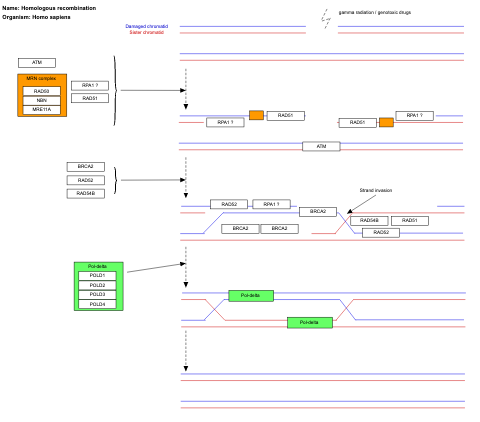 Name: Homologous recombination
Organism: Homo sapiens
gamma radiation / genotoxic drugs
Damaged chromatid
Sister chromatid
ATM
MRN complex
RAD50
NBN
MRE11A
RPA1 ?
RAD51
RPA1 ?
RAD51
RAD51
RPA1 ?
ATM
BRCA2
RAD52
RAD54B
Strand invasion
RAD52
RPA1 ?
BRCA2
BRCA2
BRCA2
RAD54B
RAD51
RAD52
Pol-delta
POLD1
POLD2
POLD3
POLD4
Pol-delta
Pol-delta